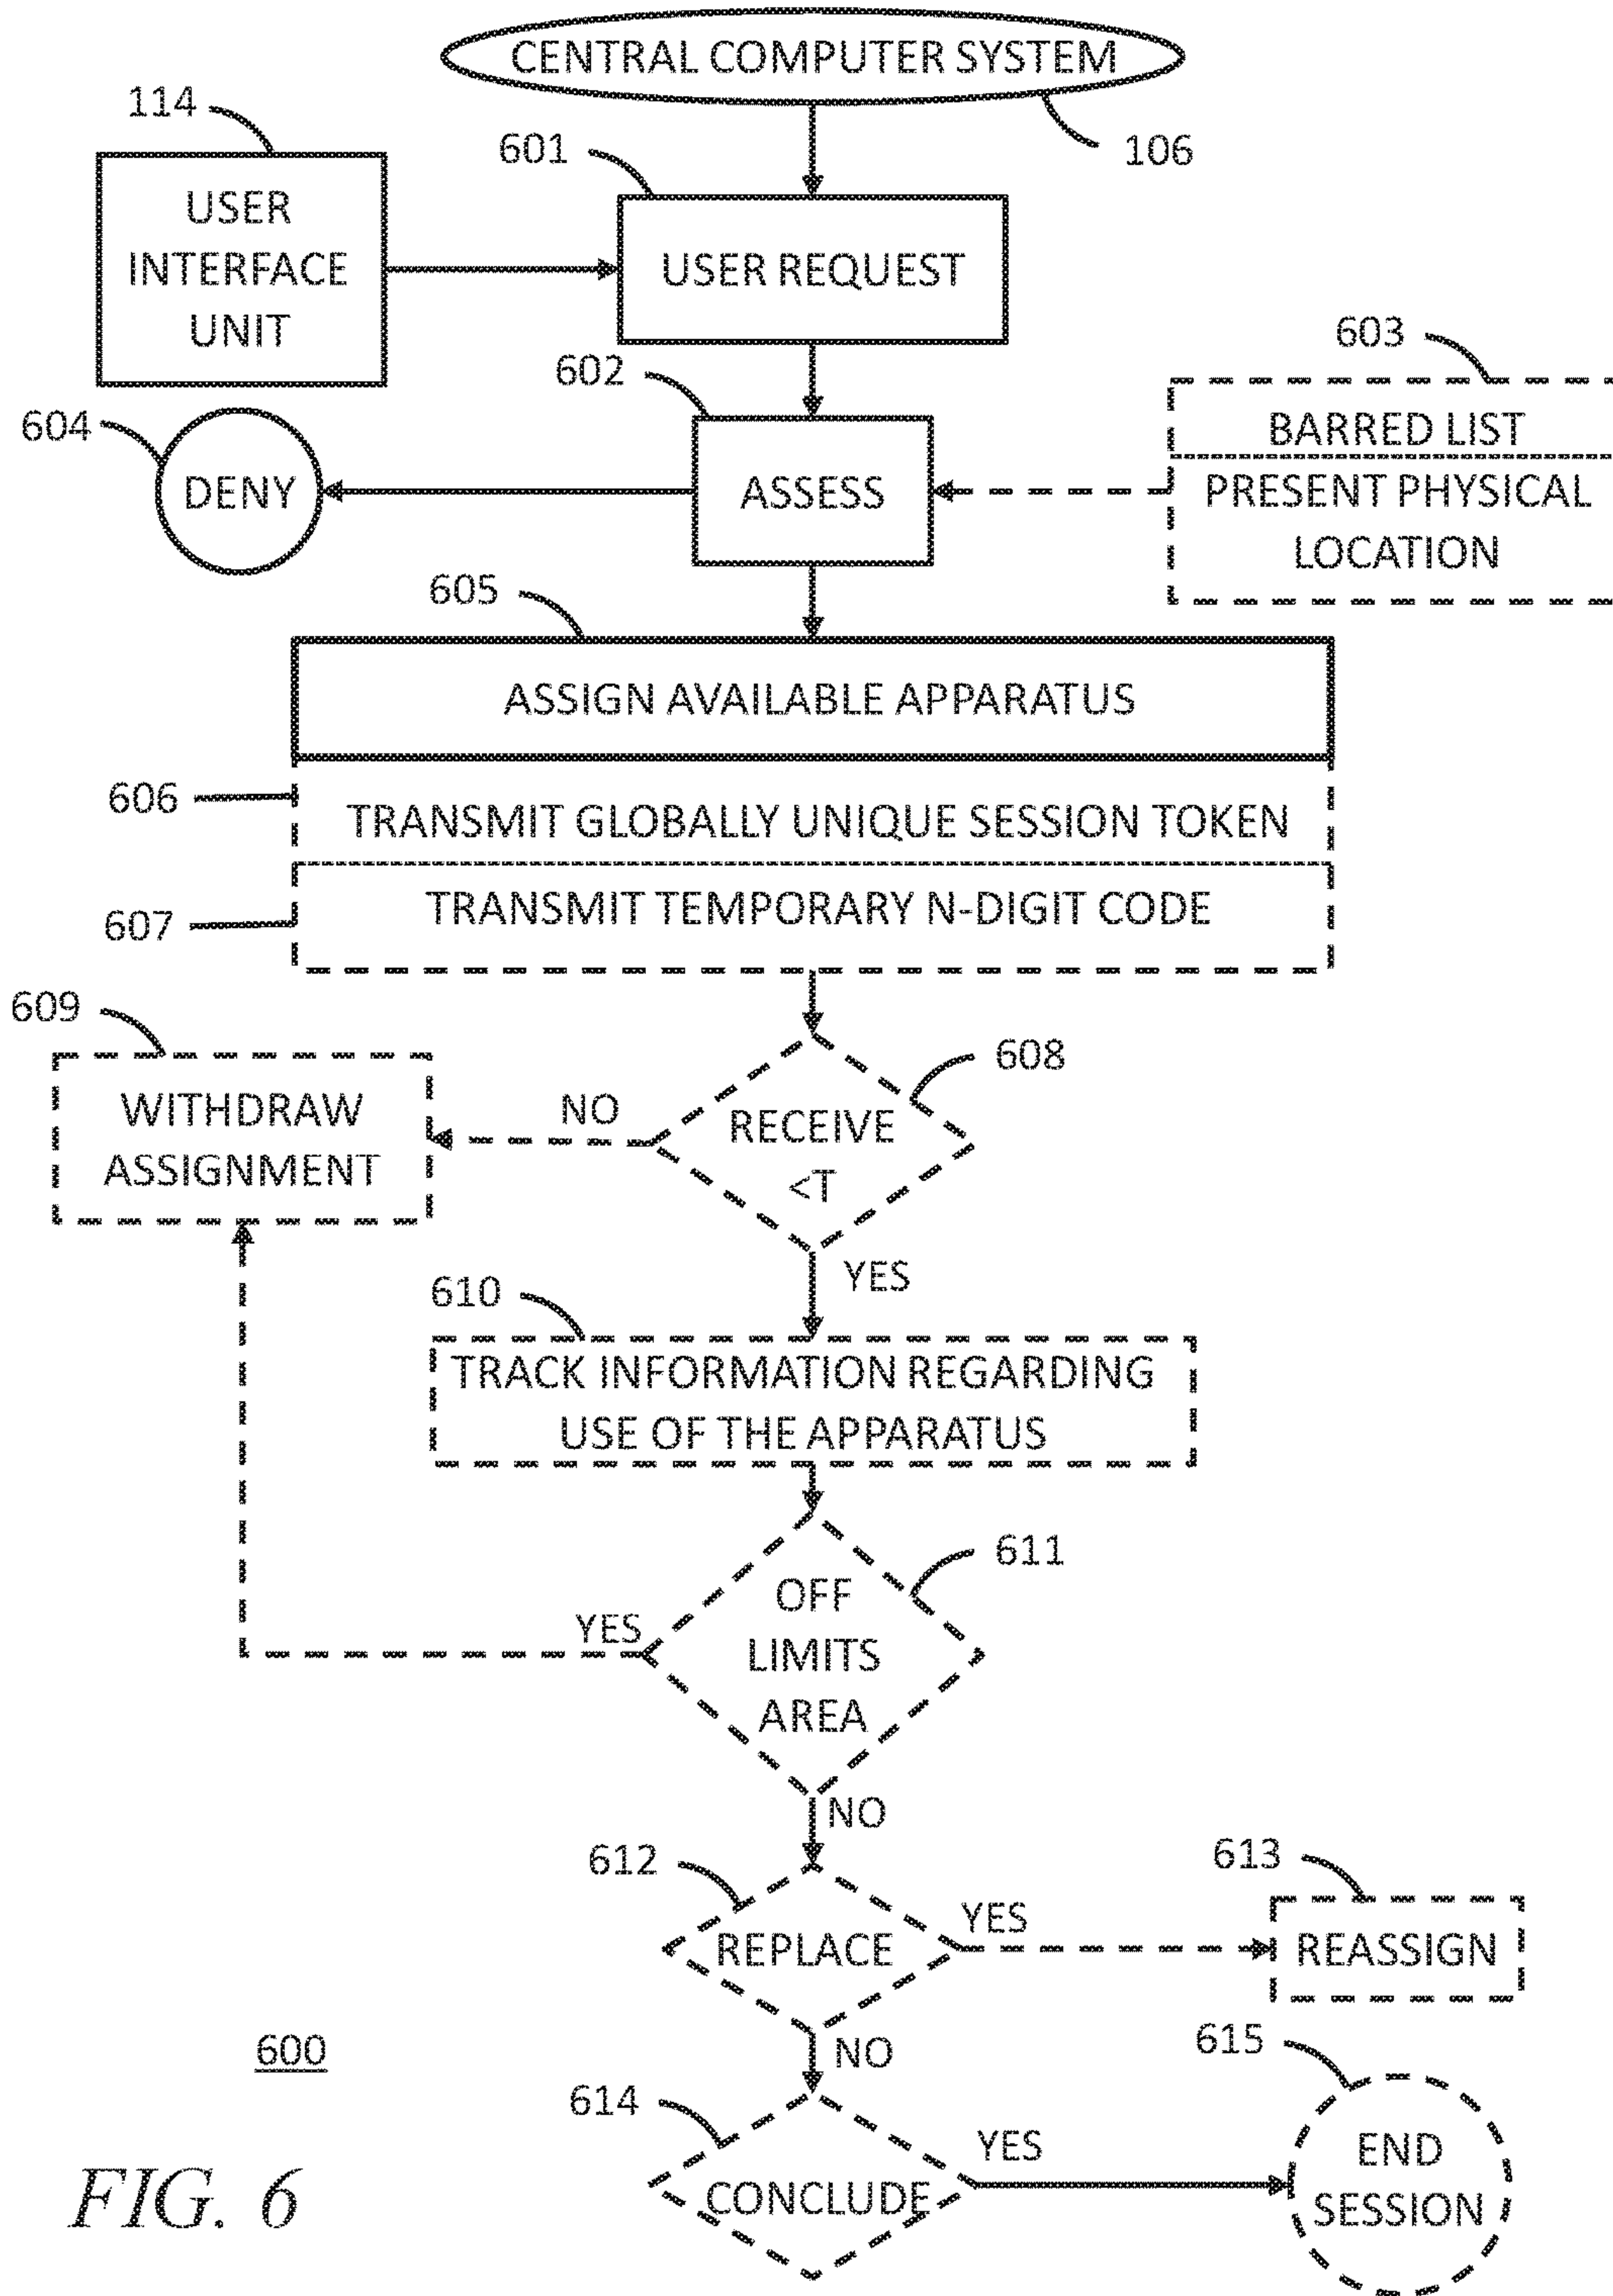 CENTRAL COMPUTER SYSTEM
114
106
601
USER
INTERFACE
UNIT
USER REQUEST
603
602
604
BARRED LIST
DENY
ASSESS
PRESENT PHYSICAL
LOCATION
605
ASSIGN AVAILABLE APPARATUS
606
TRANSMIT GLOBALLY UNIQUE SESSION TOKEN
607
TRANSMIT TEMPORARY N-DIGIT CODE
609
608
WITHDRAW
ASSIGNMENT
NO
RECEIVE
<T
YES
610
TRACK INFORMATION REGARDING
USE OF THE APPARATUS
611
YES
OFF
LIMITS
AREA
NO
612
613
REPLACE
YES
REASSIGN
600
NO
615
614
CONCLUDE
YES
END
SESSION
FIG. 6